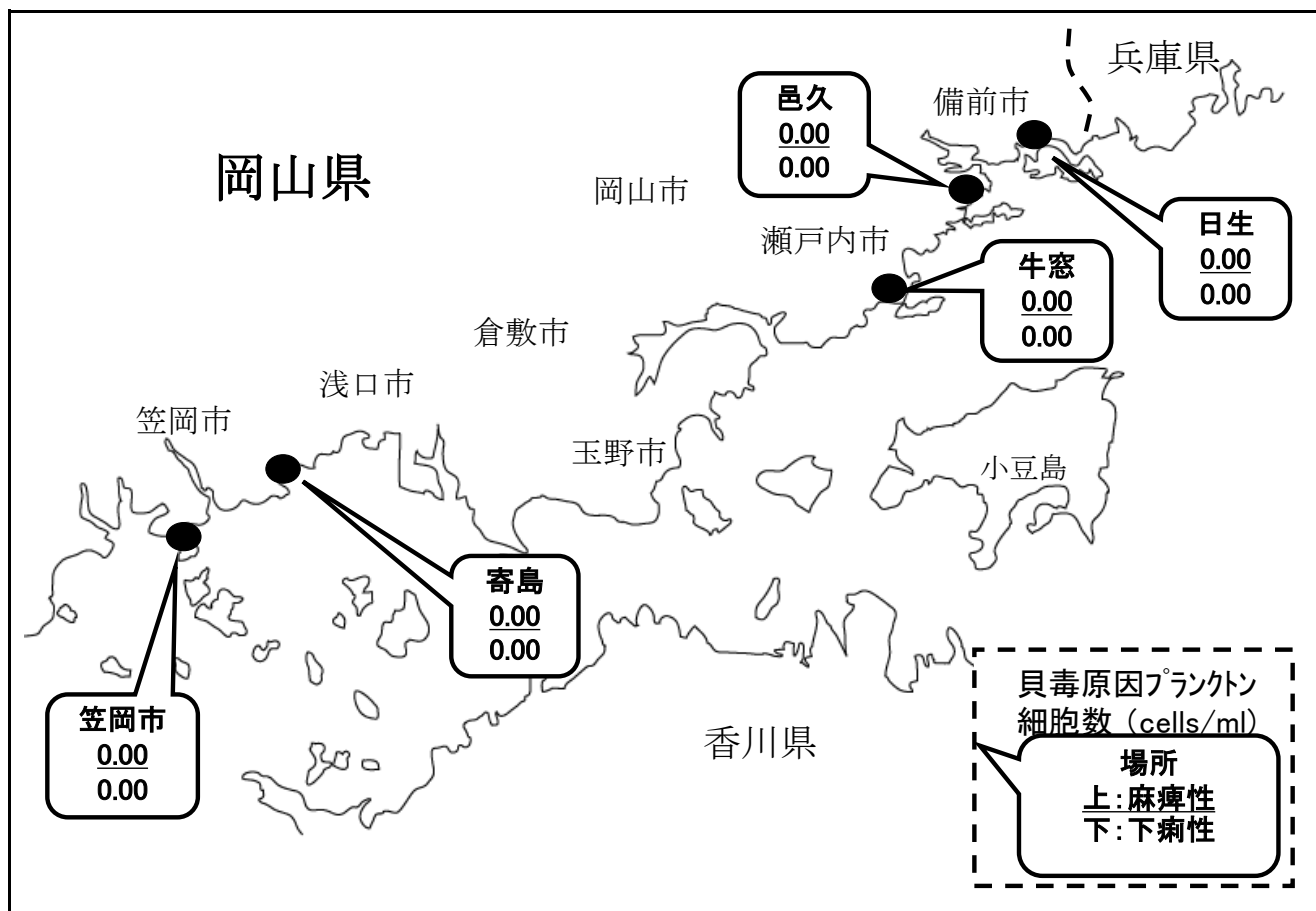 兵庫県
備前市
邑久
0.00
0.00
岡山県
岡山市
瀬戸内市
日生
0.00
0.00
牛窓
0.00
0.00
倉敷市
浅口市
笠岡市
玉野市
小豆島
寄島
0.00
0.00
笠岡市
0.00
0.00
香川県
貝毒原因プランクトン
細胞数 (cells/ml)
場所
上:麻痺性
下:下痢性